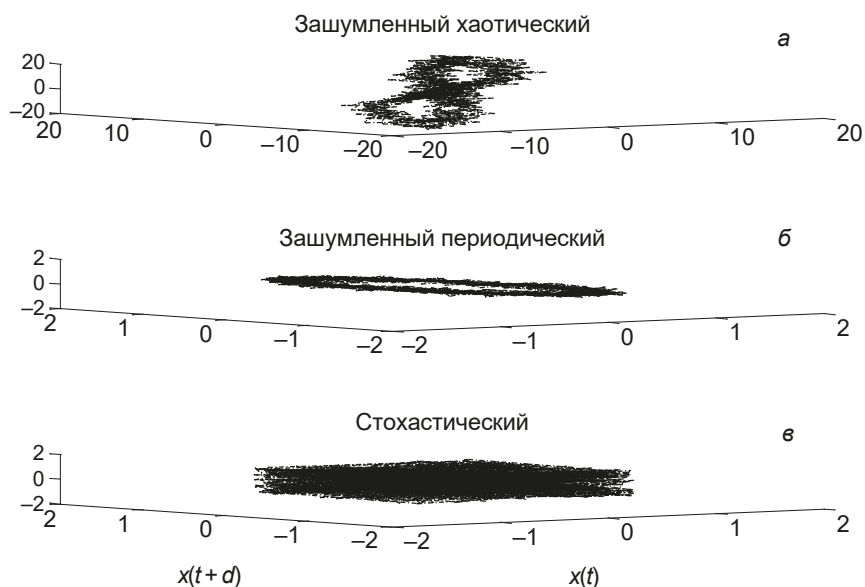 Зашумленный хаотический
а
20
0
–20
20 10 0 –10 –20 –20 –10 0 10 20
Зашумленный периодический
б
2
0
–2
2 1 0 –1 –2 –2 –1 0 1 2
Стохастический
в
2
0
–2
2 1 0 –1 –2 –2 –1 0 1 2
x(t + d) x(t)